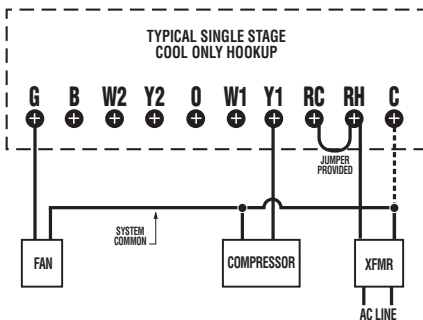 TYPICAL SINGLE STAGE
COOL ONLY HOOKUP
G B W2 Y2 O W1 Y1 RC RH C
JUMPER
PROVIDED
SYSTEM
COMMON
FAN COMPRESSOR XFMR
AC LINE